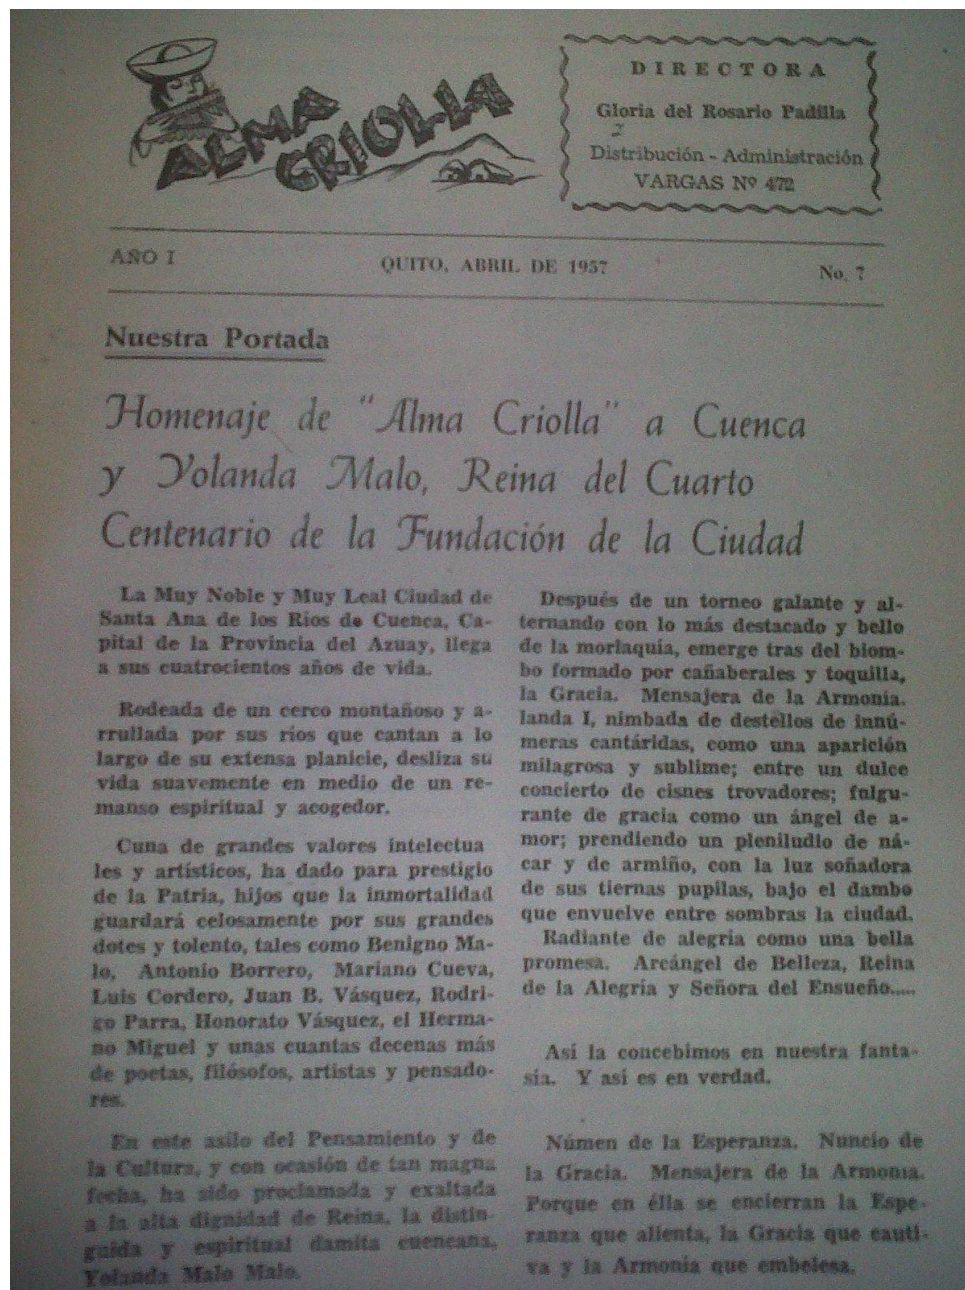 ALMA
CRIOLLA
DIRECTORA
Gloria del Rosario Padilla
Distribución - Administración
VARGAS Nº 472
AÑO I
QUITO, ABRIL DE 1957
No. 7
Nuestra Portada
Homenaje de "Alma Criolla" a Cuenca
y Yolanda Malo, Reina del Cuarto
Centenario de la Fundación de la Ciudad
La Muy Noble y Muy Leal Ciudad de
Santa Ana de los Ríos de Cuenca, Ca-
pital de la Provincia del Azuay, llega
a sus cuatrocientos años de vida.
Rodeada de un cerco montañoso y a-
rrullada por sus ríos que cantan a lo
largo de su extensa planicie, desliza su
vida suavemente en medio de un re-
manso espiritual y acogedor.
Cuna de grandes valores intelectua
les y artísticos, ha dado para prestigio
de la Patria, hijos que la inmortalidad
guardará celosamente por sus grandes
dotes y tolento, tales como Benigno Ma-
lo, Antonio Borrero, Mariano Cueva,
Luis Cordero, Juan B. Vásquez, Rodri-
go Parra, Honorato Vásquez, el Herma-
no Miguel y unas cuantas decenas más
de poetas, filósofos, artistas y pensado-
res.
En este asilo del Pensamiento y de
la Cultura, y con ocasión de tan magna
fecha, ha sido proclamada y exaltada
a la alta dignidad de Reina, la distin-
guida y espiritual damita cuencana,
Yolanda Malo Malo.
Después de un torneo galante y al-
ternando con lo más destacado y bello
de la morlaquía, emerge tras del biom-
bo formado por cañaberales y toquilla,
la Gracia. Mensajera de la Armonía.
landa I, nimbada de destellos de innú-
meras cantáridas, como una aparición
milagrosa y sublime; entre un dulce
concierto de cisnes trovadores; fulgu-
rante de gracia como un ángel de a-
mor; prendiendo un pleniludio de ná-
car y de armiño, con la luz soñadora
de sus tiernas pupilas, bajo el dambo
que envuelve entre sombras la ciudad.
Radiante de alegría como una bella
promesa. Arcángel de Belleza, Reina
de la Alegría y Señora del Ensueño.....
Así la concebimos en nuestra fanta-
sía. Y así es en verdad.
Númen de la Esperanza. Nuncio de
la Gracia. Mensajera de la Armonía.
Porque en élla se encierran la Espe-
ranza que alienta, la Gracia que cauti-
va y la Armonía que embelesa.